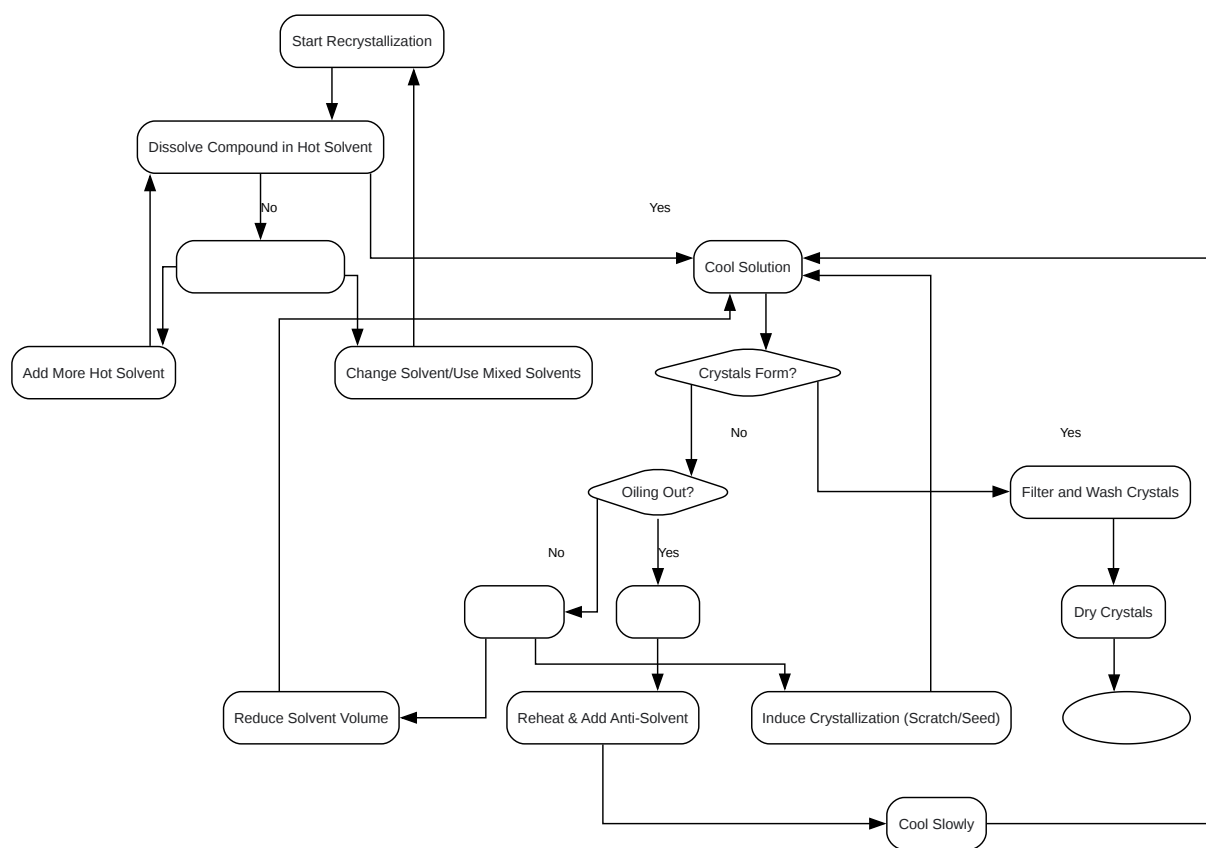 Start Recrystallization
Dissolve Compound in Hot Solvent
No
Yes
Cool Solution
Add More Hot Solvent
Change Solvent/Use Mixed Solvents
Crystals Form?
No
Yes
Oiling Out?
Filter and Wash Crystals
No
Yes
Dry Crystals
Reduce Solvent Volume
Reheat & Add Anti-Solvent
Induce Crystallization (Scratch/Seed)
Cool Slowly